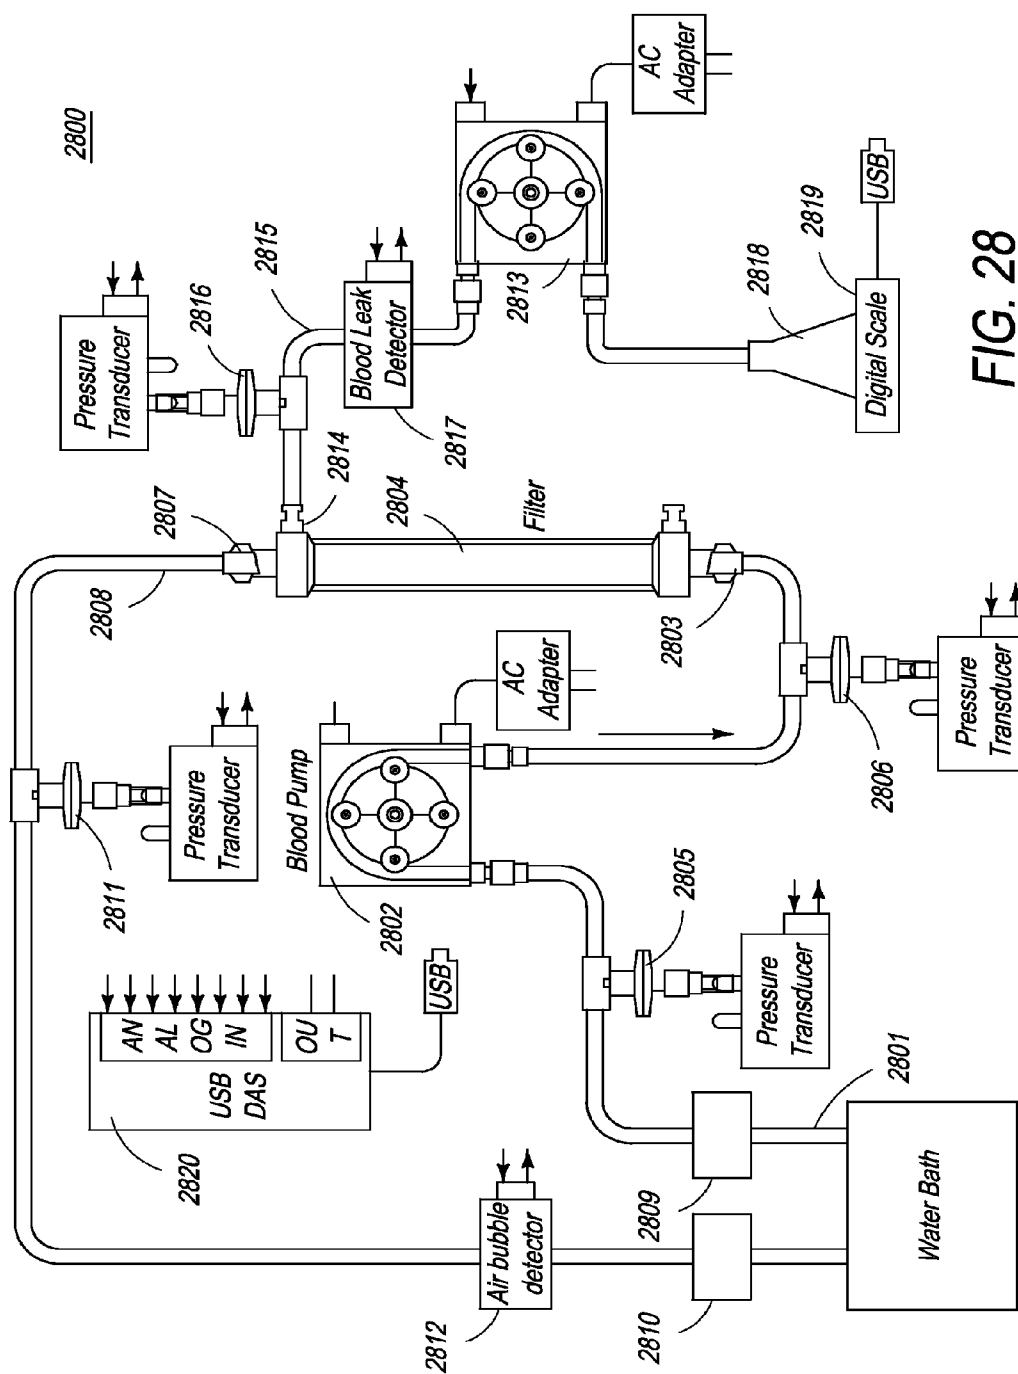 2800
Pressure
Transducer
2816
2815
AC
Adapter
2813
Blood Leak
Detector
2817
2814
2807
2808
2804
Filter
2803
2818
2819
USB
Digital Scale
FIG. 28
2811
Pressure
Transducer
Blood Pump
2802
AC
Adapter
2806
Pressure
Transducer
AN
AL
OG
IN
OU
T
USB
DAS
2820
USB
2805
Pressure
Transducer
Air bubble
detector
2812
2809
2810
2801
Water Bath